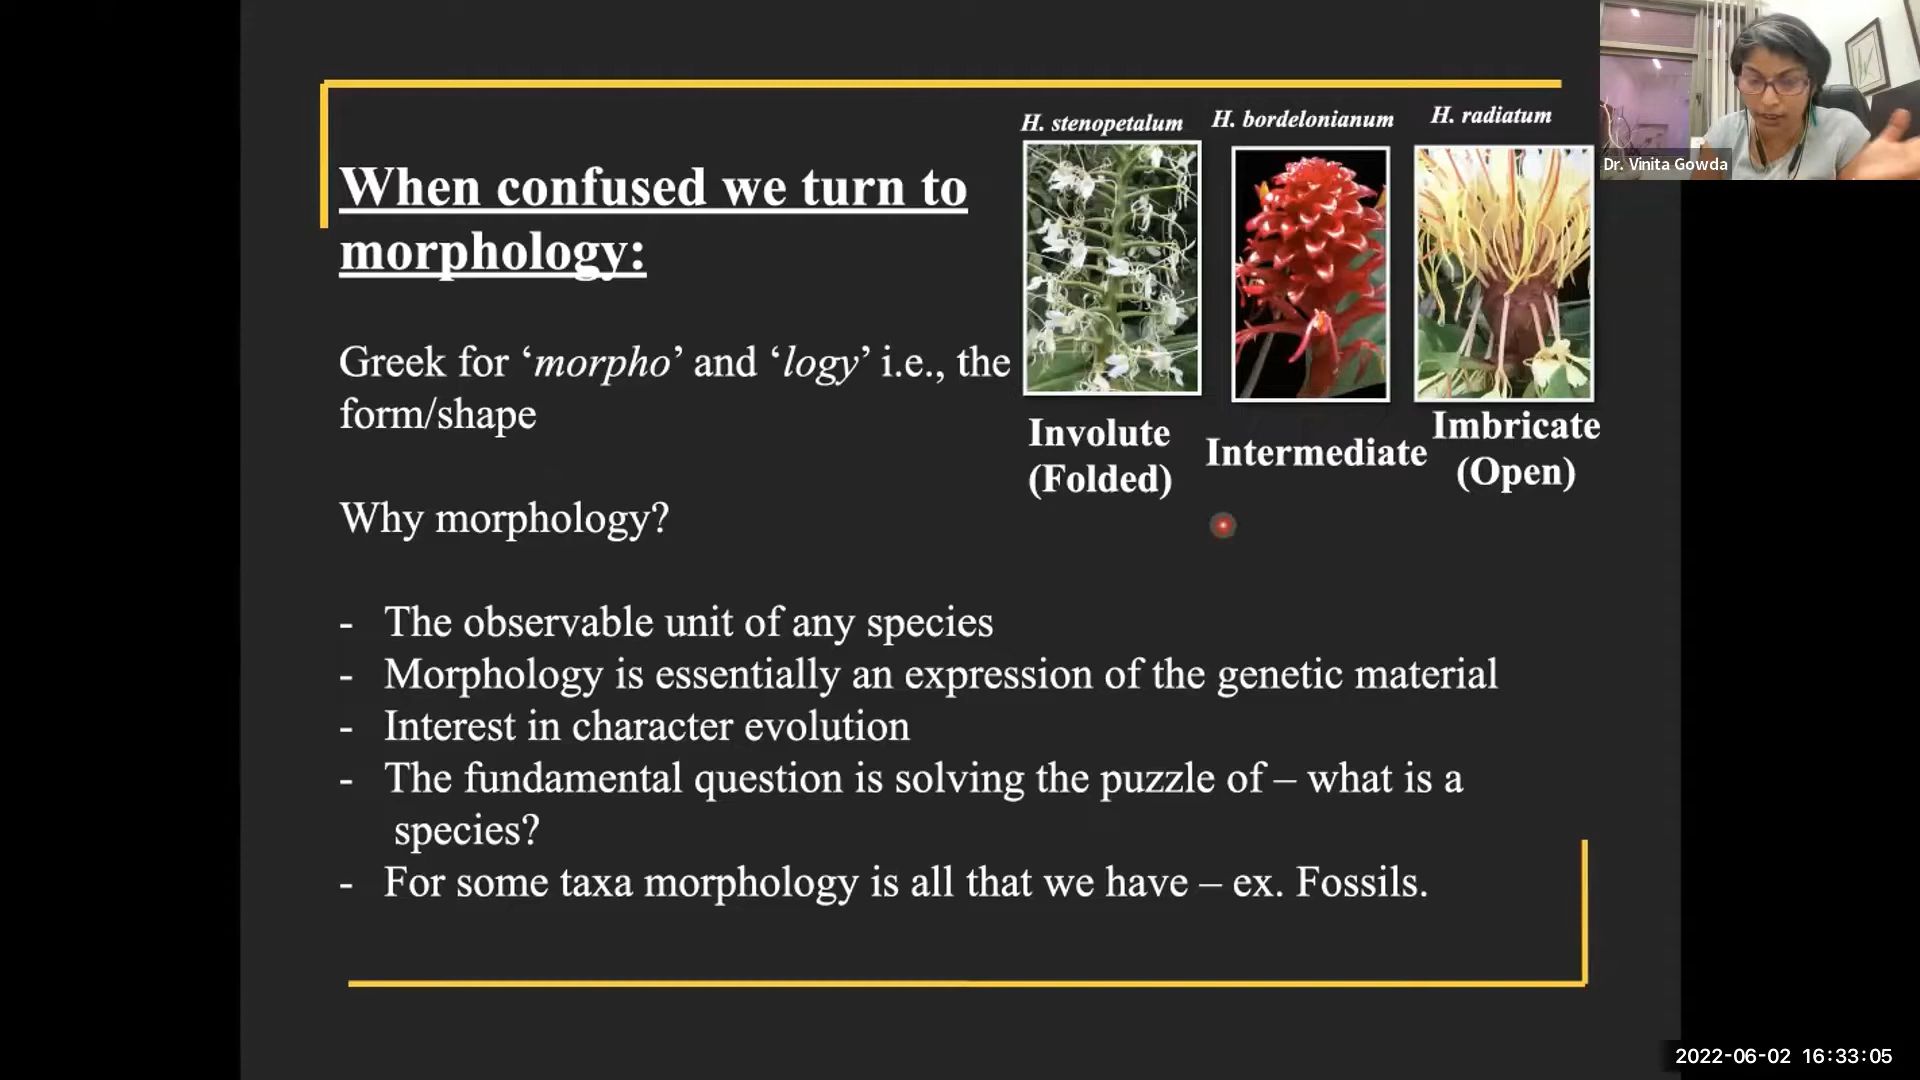 When confused we turn to
morphology:
Greek for ‘morpho’ and ‘logy’ i.e., the
form/shape
Why morphology?
- The observable unit of any species
- Morphology is essentially an expression of the genetic material
- Interest in character evolution
- The fundamental question is solving the puzzle of – what is a
species?
- For some taxa morphology is all that we have – ex. Fossils.
H. stenopetalum
H. bordelonianum
H. radiatum
Involute
(Folded)
Intermediate
Imbricate
(Open)
Dr. Vinita Gowda
2022-06-02 16:33:05